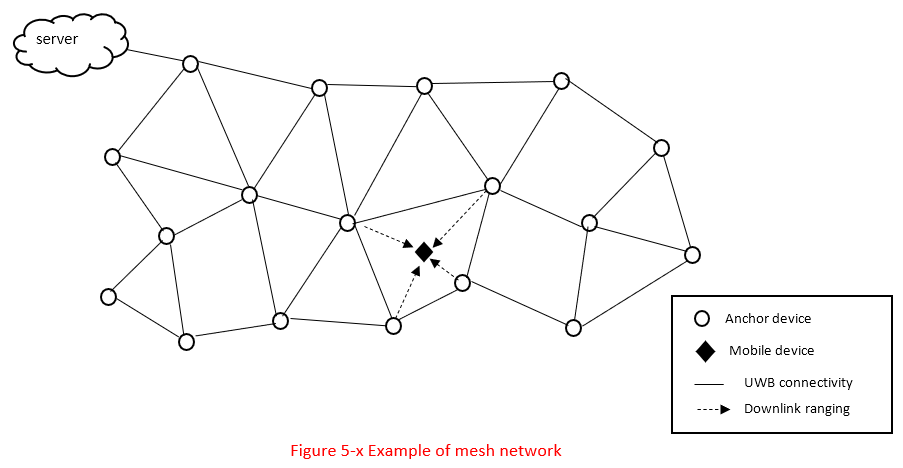 server
Anchor device
Mobile device
UWB connectivity
Downlink ranging
Figure 5-x Example of mesh network